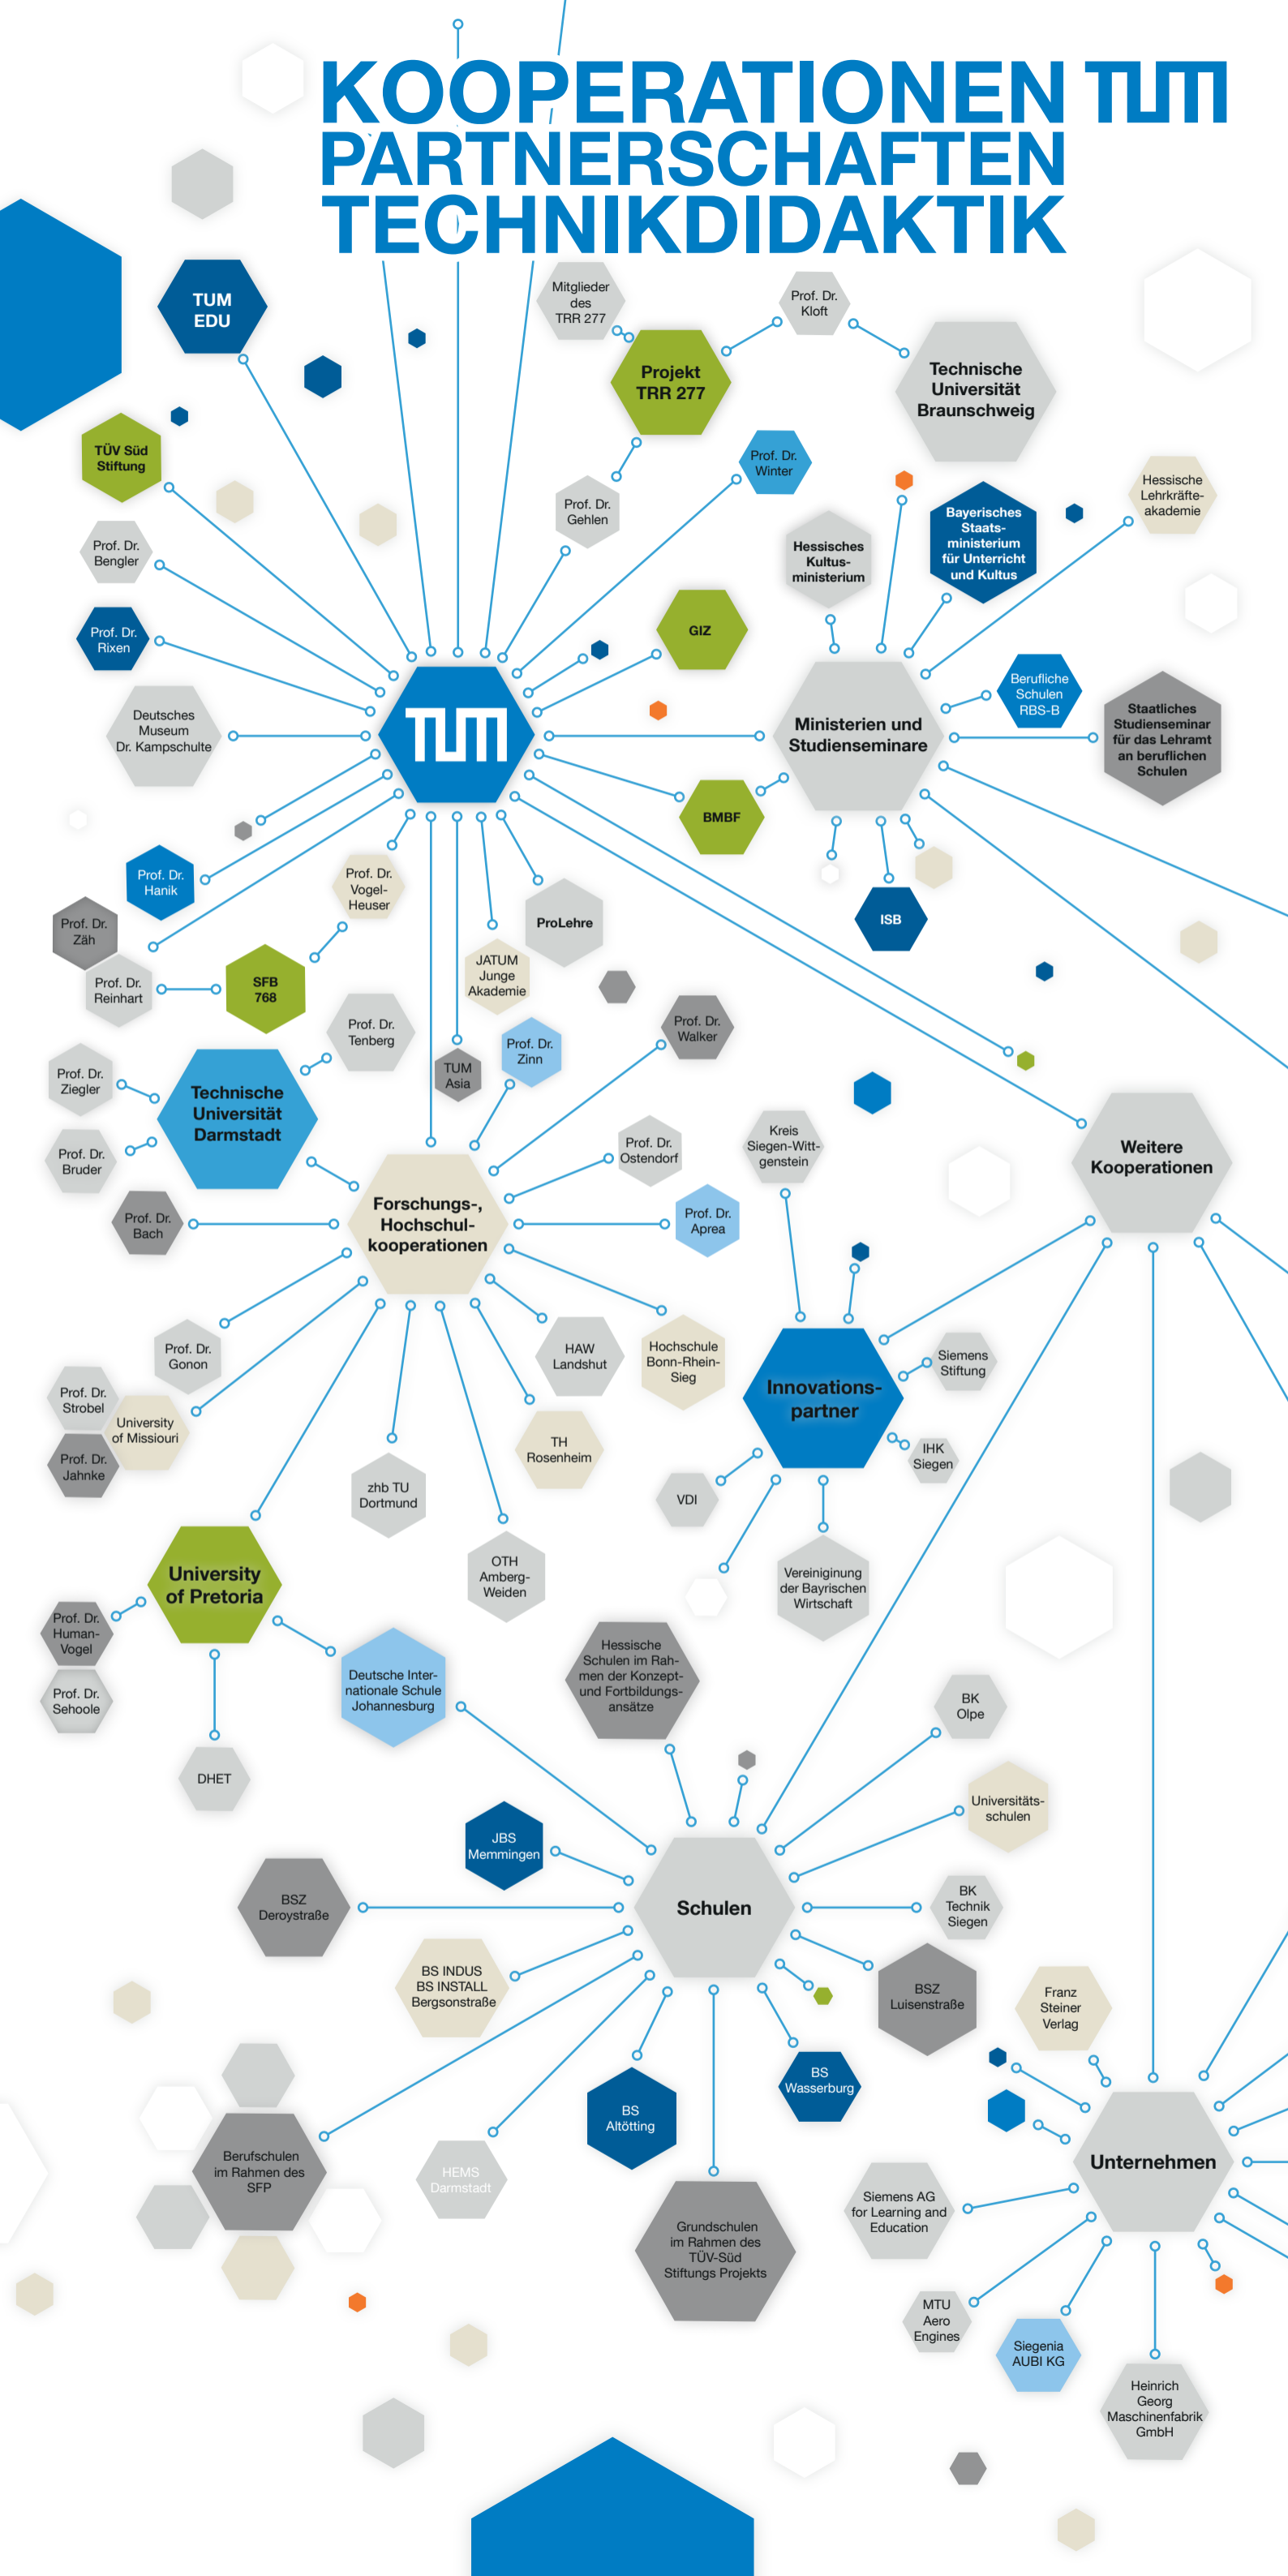 KOOPERATIONEN TUM
PARTNERSCHAFTEN
TECHNIKDIDAKTIK
TUM
EDU
Mitglieder
des
TRR 277
Prof. Dr.
Kloft
Projekt
TRR 277
Technische
Universität
Braunschweig
TÜV Süd
Stiftung
Prof. Dr.
Winter
Hessische
Lehrkräfte-
akademie
Prof. Dr.
Gehlen
Bayerisches
Staats-
ministerium
für Unterricht
und Kultus
Prof. Dr.
Bengler
Hessisches
Kultus-
ministerium
Prof. Dr.
Rixen
GIZ
Berufliche
Schulen
RBS-B
Deutsches
Museum
Dr. Kampschulte
TUM
Ministerien und
Studienseminare
Staatliches
Studienseminar
für das Lehramt
an beruflichen
Schulen
BMBF
Prof. Dr.
Hanik
Prof. Dr.
Vogel-
Heuser
ProLehre
ISB
Prof. Dr.
Zäh
Prof. Dr.
Reinhart
SFB
768
JATUM
Junge
Akademie
Prof. Dr.
Tenberg
Prof. Dr.
Walker
Prof. Dr.
Zinn
TUM
Asia
Prof. Dr.
Ziegler
Technische
Universität
Darmstadt
Prof. Dr.
Bruder
Prof. Dr.
Ostendorf
Kreis
Siegen-Witt-
genstein
Weitere
Kooperationen
Prof. Dr.
Bach
Forschungs-,
Hochschul-
kooperationen
Prof. Dr.
Aprea
Prof. Dr.
Gonon
HAW
Landshut
Hochschule
Bonn-Rhein-
Sieg
Innovations-
partner
Siemens
Stiftung
Prof. Dr.
Strobel
University
of Missiouri
Prof. Dr.
Jahnke
TH
Rosenheim
IHK
Siegen
zhb TU
Dortmund
VDI
OTH
Amberg-
Weiden
Vereiniginung
der Bayrischen
Wirtschaft
University
of Pretoria
Prof. Dr.
Human-
Vogel
Prof. Dr.
Sehoole
Deutsche Inter-
nationale Schule
Johannesburg
Hessische
Schulen im Rah-
men der Konzept-
und Fortbildungs-
ansätze
BK
Olpe
DHET
Universitäts-
schulen
JBS
Memmingen
BSZ
Deroystraße
Schulen
BK
Technik
Siegen
BS INDUS
BS INSTALL
Bergsonstraße
BSZ
Luisenstraße
Franz
Steiner
Verlag
BS
Wasserburg
BS
Altötting
Berufschulen
im Rahmen des
SFP
HEMS
Darmstadt
Unternehmen
Siemens AG
for Learning and
Education
Grundschulen
im Rahmen des
TÜV-Süd
Stiftungs Projekts
MTU
Aero
Engines
Siegenia
AUBI KG
Heinrich
Georg
Maschinenfabrik
GmbH